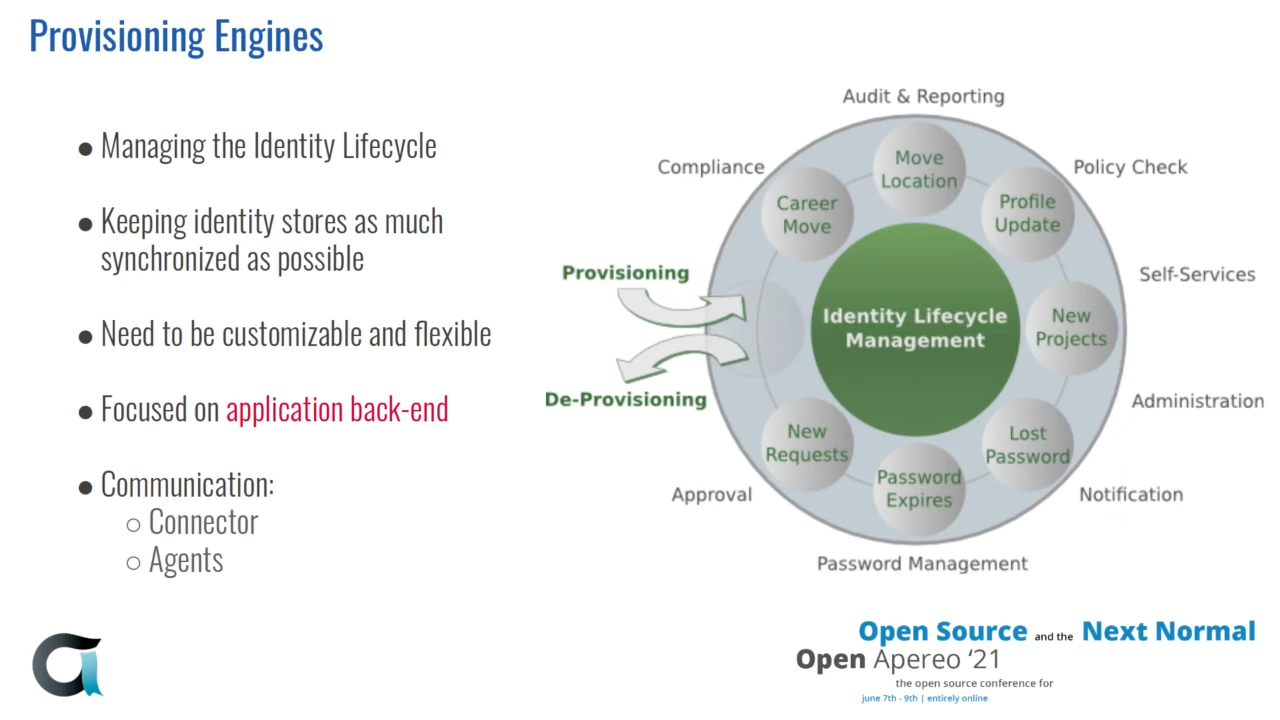 Provisioning Engines
● Managing the Identity Lifecycle
● Keeping identity stores as much
synchronized as possible
● Need to be customizable and flexible
● Focused on application back-end
● Communication:
○ Connector
○ Agents
Audit & Reporting
Compliance
Policy Check
Move
Location
Career
Move
Profile
Update
Provisioning
Self-Services
Identity Lifecycle
Management
New
Projects
De-Provisioning
Administration
New
Requests
Lost
Password
Password
Expires
Approval
Notification
Password Management
Open Source and the Next Normal
Open Apereo ‘21
the open source conference for
june 7th - 9th | entirely online